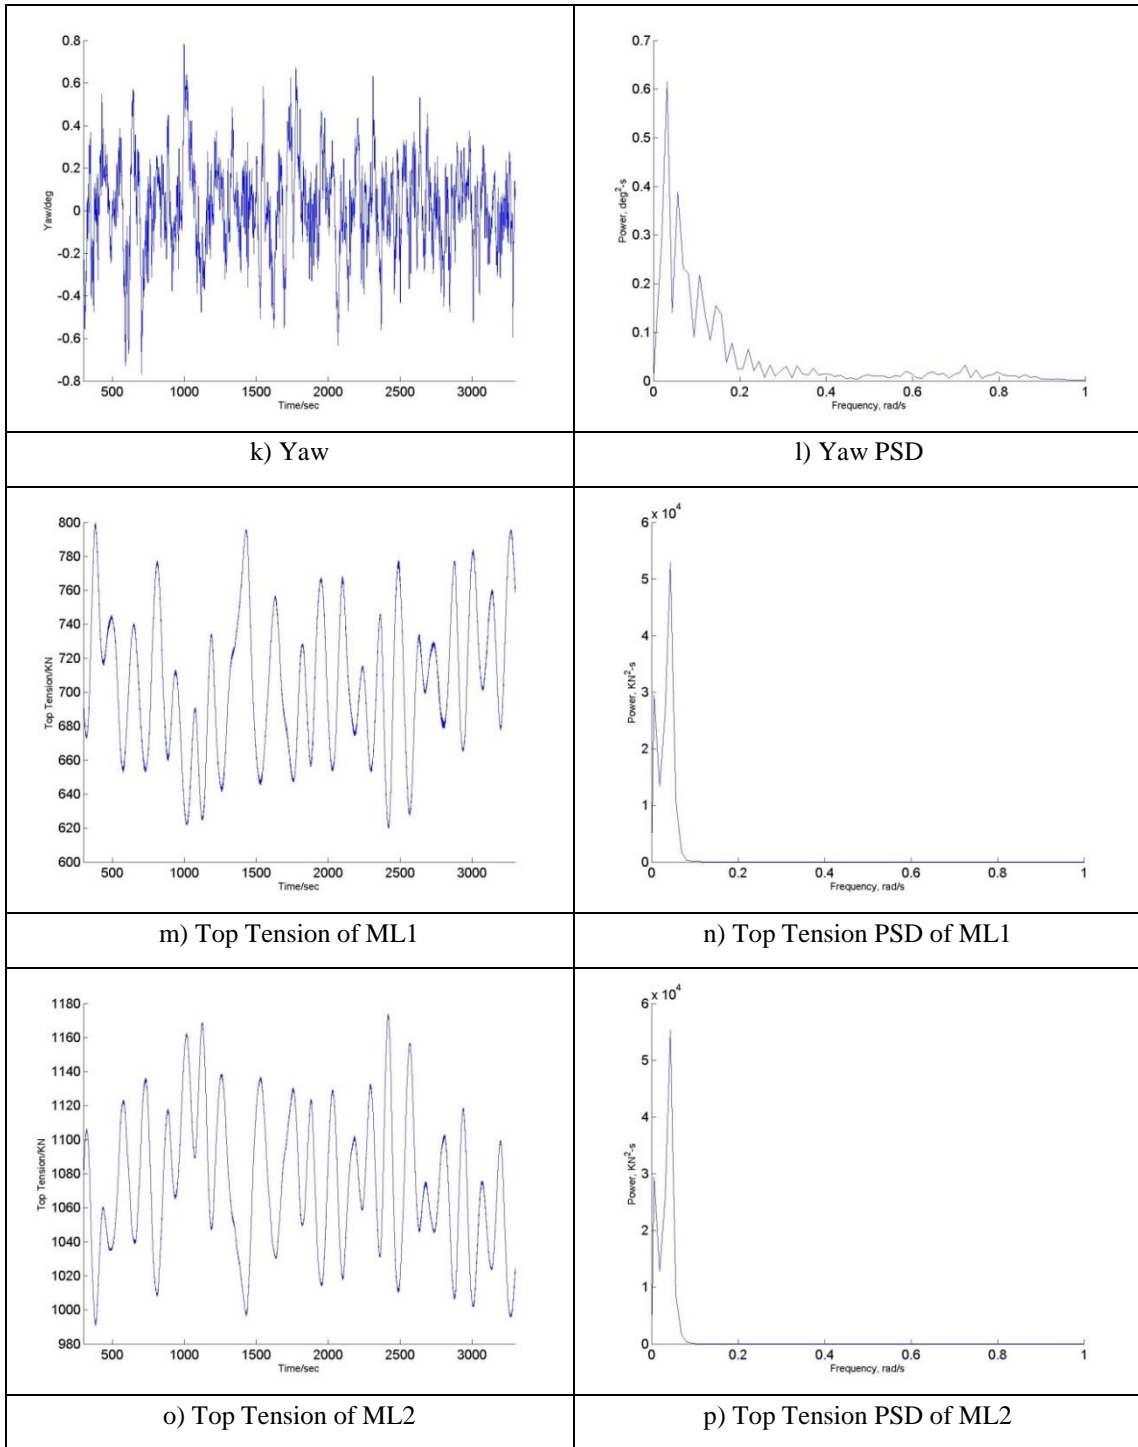 0.8
0.6
0.4
0.2
0
-0.2
-0.4
-0.6
-0.8
Yaw/deg
500 1000 1500 2000 2500 3000
Time/sec
0.7
0.6
0.5
0.4
0.3
0.2
0.1
0
Power, deg²-s
0 0.2 0.4 0.6 0.8 1
Frequency, rad/s
k) Yaw
l) Yaw PSD
800
780
760
740
720
700
680
660
640
620
600
Top Tension/KN
500 1000 1500 2000 2500 3000
Time/sec
x 10⁴
6
5
4
3
2
1
0
Power, KN²-s
0 0.2 0.4 0.6 0.8 1
Frequency, rad/s
m) Top Tension of ML1
n) Top Tension PSD of ML1
1180
1160
1140
1120
1100
1080
1060
1040
1020
1000
980
Top Tension/KN
500 1000 1500 2000 2500 3000
Time/sec
x 10⁴
6
5
4
3
2
1
0
Power, KN²-s
0 0.2 0.4 0.6 0.8 1
Frequency, rad/s
o) Top Tension of ML2
p) Top Tension PSD of ML2